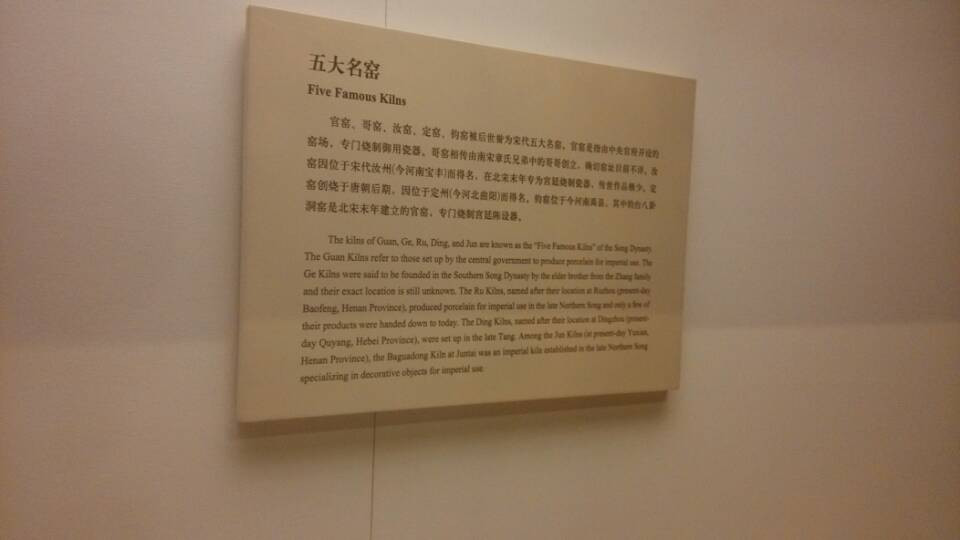 五大名窑
Five Famous Kilns
官窑、哥窑、汝窑、定窑、钧窑被后世誉为宋代五大名窑。官窑是指由中央官府开设的
窑场，专门烧制御用瓷器。哥窑相传由南宋章氏兄弟中的哥哥创立，确切窑址目前不详。汝
窑因位于宋代汝州(今河南宝丰)而得名，在北宋末年专为宫廷烧制瓷器，传世作品极少。定
窑创烧于唐朝后期，因位于定州(今河北曲阳)而得名。钧窑位于今河南禹县，其中钧台八卦
洞窑是北宋末年建立的官窑，专门烧制宫廷陈设器。
The kilns of Guan, Ge, Ru, Ding, and Jun are known as the "Five Famous Kilns" of the Song Dynasty.
The Guan Kilns refer to those set up by the central government to produce porcelain for imperial use. The
Ge Kilns were said to be founded in the Southern Song Dynasty by the elder brother from the Zhang family
and their exact location is still unknown. The Ru Kilns, named after their location at Ruzhou (present-day
Baofeng, Henan Province), produced porcelain for imperial use in the late Northern Song and only a few of
their products were handed down to today. The Ding Kilns, named after their location at Dingzhou (present-
day Quyang, Hebei Province), were set up in the late Tang. Among the Jun Kilns (at present-day Yuxian,
Henan Province), the Baguadong Kiln at Juntai was an imperial kiln established in the late Northern Song
specializing in decorative objects for imperial use.